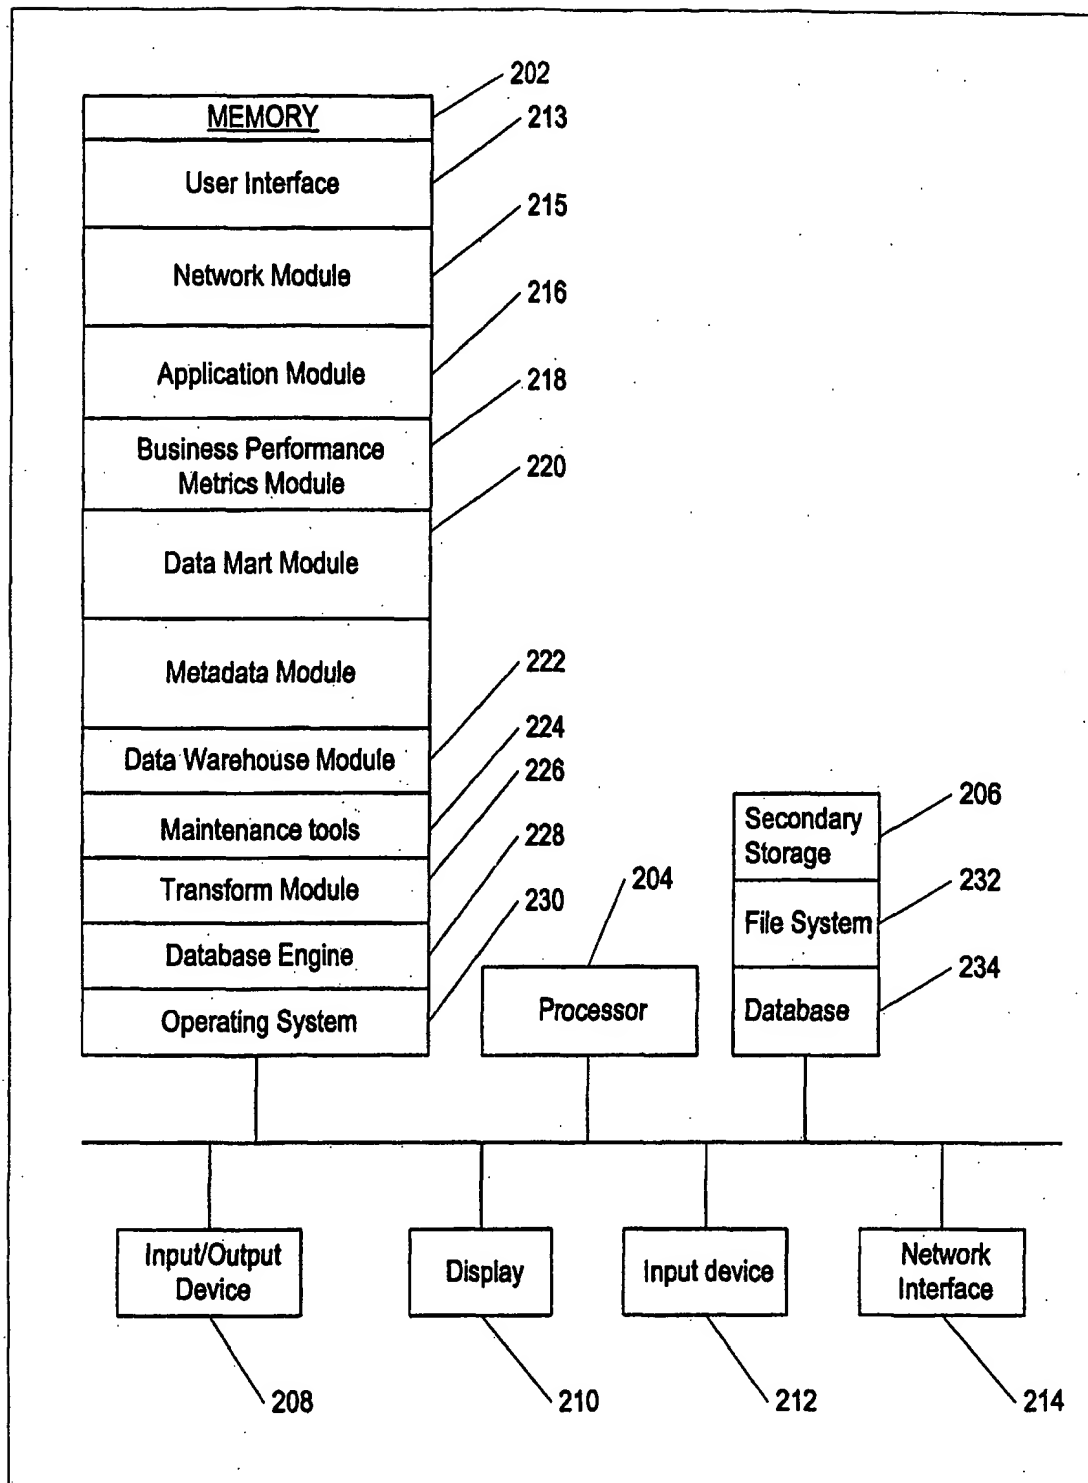 202
MEMORY
213
User Interface
215
Network Module
216
Application Module
218
Business Performance
Metrics Module
220
Data Mart Module
Metadata Module
222
Data Warehouse Module
224
Maintenance tools
226
Transform Module
228
Database Engine
230
Operating System
204
Processor
206
Secondary
Storage
232
File System
234
Database
Input/Output
Device
Display
Input device
Network
Interface
208
210
212
214